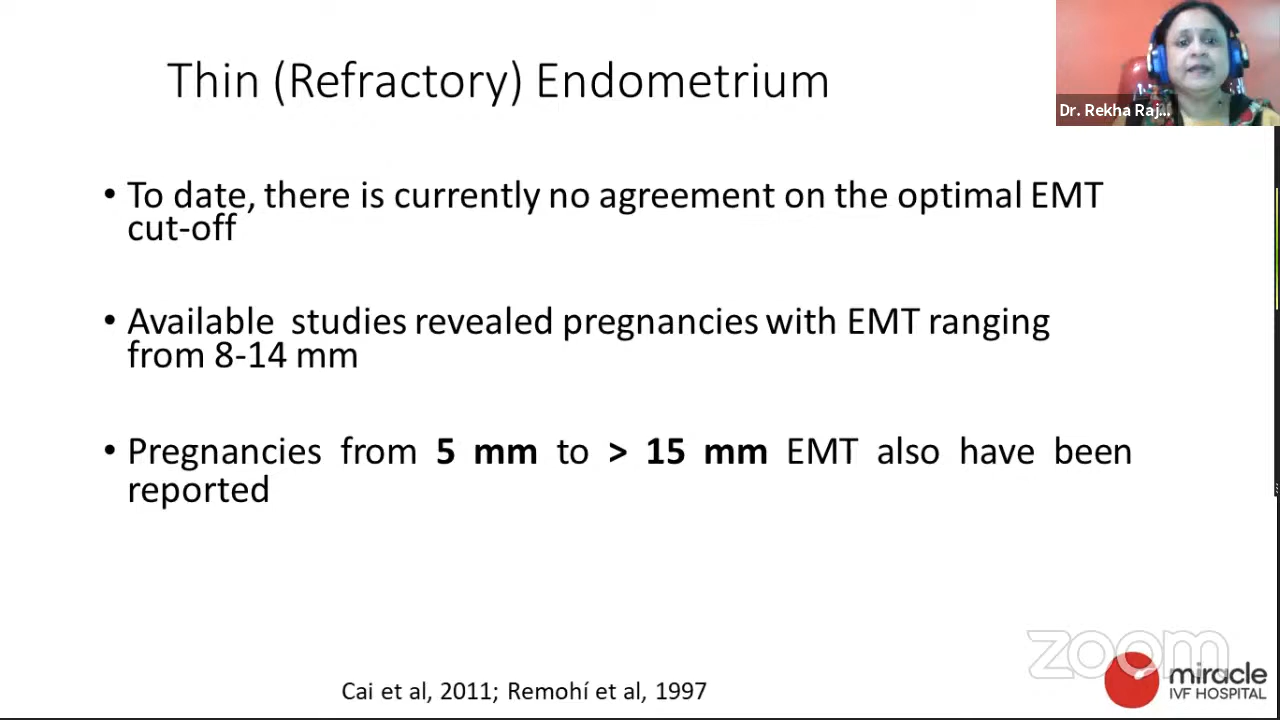 Thin (Refractory) Endometrium
Dr. Rekha Raj...
• To date, there is currently no agreement on the optimal EMT
cut-off
• Available studies revealed pregnancies with EMT ranging
from 8-14 mm
• Pregnancies from 5 mm to > 15 mm EMT also have been
reported
Cai et al, 2011; Remohí et al, 1997
zoom
miracle
IVF HOSPITAL